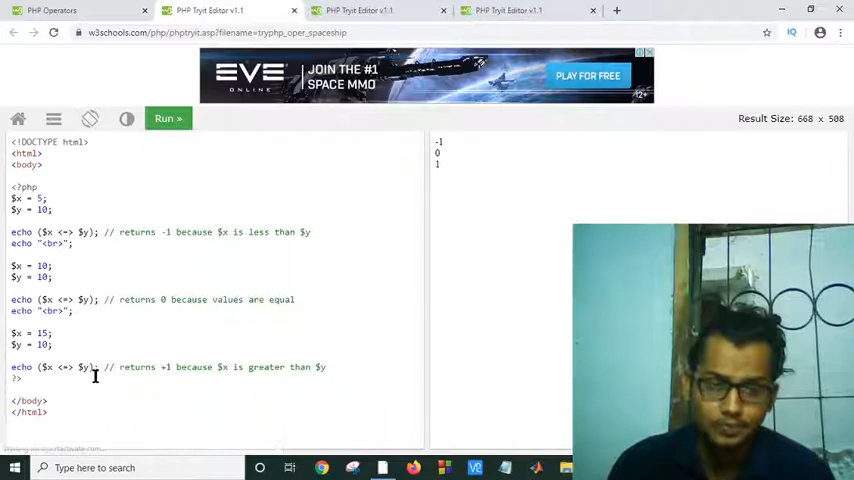 PHP Operators
PHP Tryit Editor v1.1
PHP Tryit Editor v1.1
PHP Tryit Editor v1.1
w3schools.com/php/phptryit.asp?filename=tryphp_oper_spaceship
EVE
ONLINE
JOIN THE #1
SPACE MMO
PLAY FOR FREE
12+
Run »
Result Size: 668 x 508
<!DOCTYPE html>
<html>
<body>
<?php
$x = 5;
$y = 10;
echo ($x <=> $y); // returns -1 because $x is less than $y
echo "<br>";
$x = 10;
$y = 10;
echo ($x <=> $y); // returns 0 because values are equal
echo "<br>";
$x = 15;
$y = 10;
echo ($x <=> $y); // returns +1 because $x is greater than $y
?>
</body>
</html>
-1
0
1
Type here to search
V2